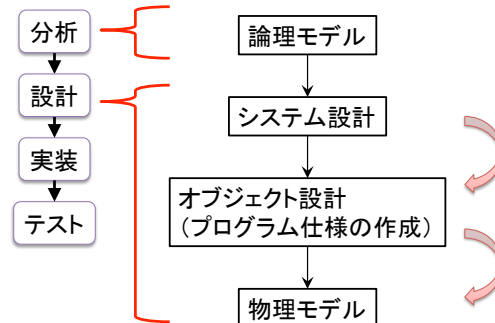 分析
設計
実装
テスト
論理モデル
システム設計
オブジェクト設計
（プログラム仕様の作成）
物理モデル